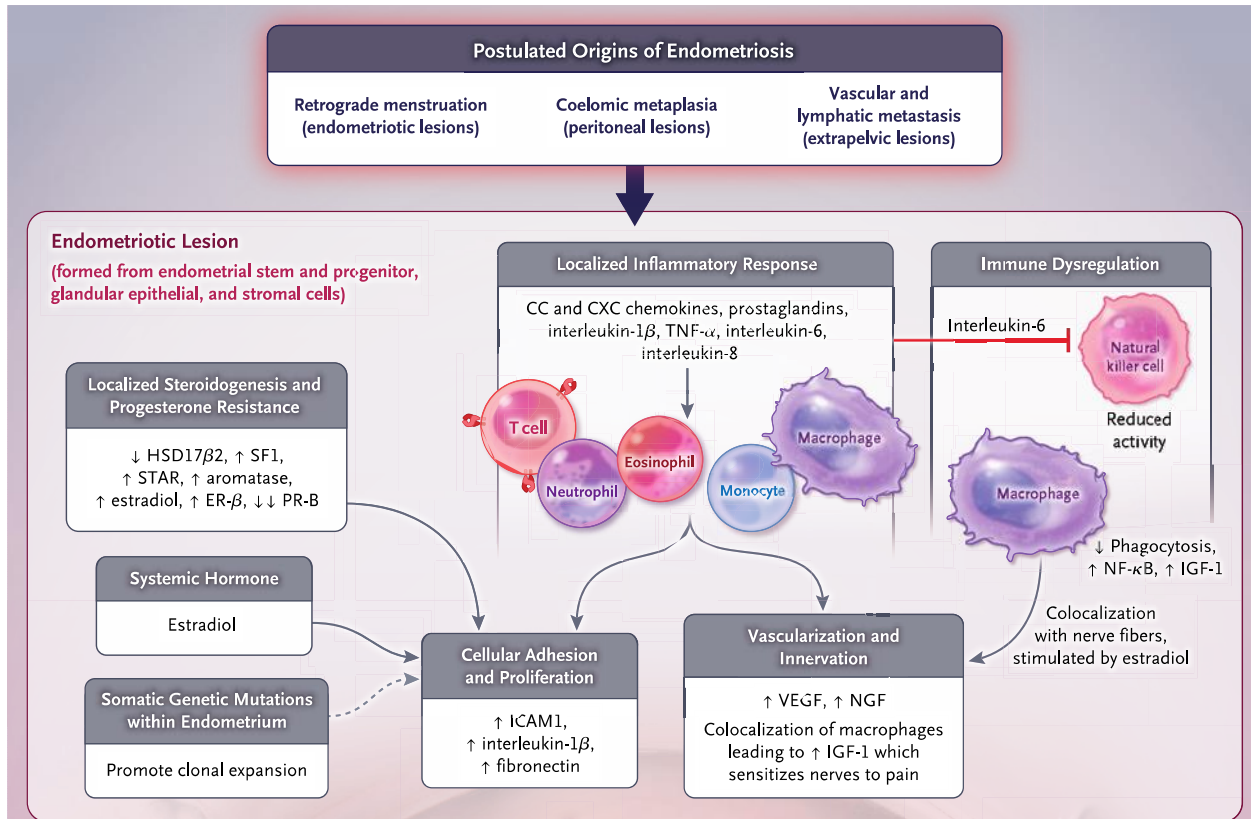 Postulated Origins of Endometriosis
Retrograde menstruation
(endometriotic lesions)
Coelomic metaplasia
(peritoneal lesions)
Vascular and
lymphatic metastasis
(extrapelvic lesions)
Endometriotic Lesion
(formed from endometrial stem and progenitor,
glandular epithelial, and stromal cells)
Localized Inflammatory Response
CC and CXC chemokines, prostaglandins,
interleukin-1β, TNF-α, interleukin-6,
interleukin-8
T cell
Neutrophil
Eosinophil
Monocyte
Macrophage
Immune Dysregulation
Interleukin-6
Natural
killer cell
Reduced
activity
Macrophage
↓ Phagocytosis,
↑ NF-κB, ↑ IGF-1
Colocalization
with nerve fibers,
stimulated by estradiol
Localized Steroidogenesis and
Progesterone Resistance
↓ HSD17β2, ↑ SF1,
↑ STAR, ↑ aromatase,
↑ estradiol, ↑ ER-β, ↓↓ PR-B
Systemic Hormone
Estradiol
Somatic Genetic Mutations
within Endometrium
Promote clonal expansion
Cellular Adhesion
and Proliferation
↑ ICAM1,
↑ interleukin-1β,
↑ fibronectin
Vascularization and
Innervation
↑ VEGF, ↑ NGF
Colocalization of macrophages
leading to ↑ IGF-1 which
sensitizes nerves to pain